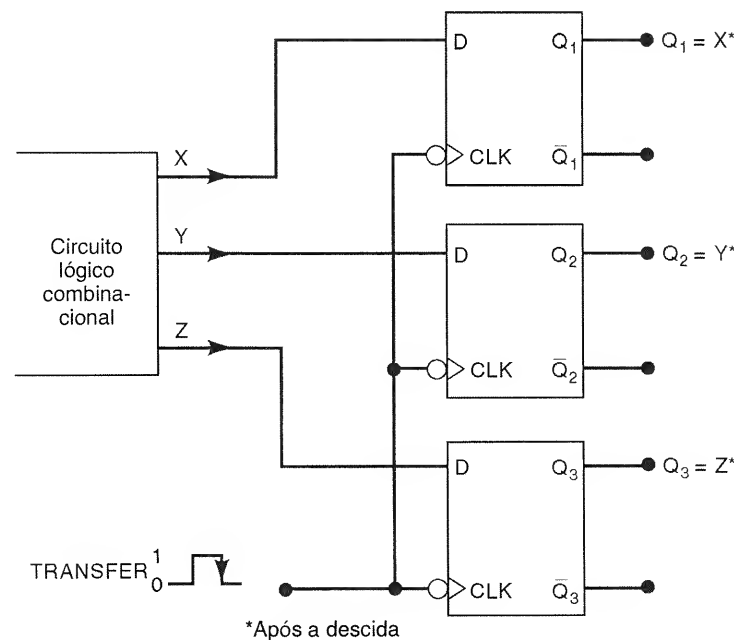 D
Q₁
Q₁ = X*
CLK
Q̅₁
X
Y
Z
Circuito
lógico
combina-
cional
D
Q₂
Q₂ = Y*
CLK
Q̅₂
D
Q₃
Q₃ = Z*
CLK
Q̅₃
TRANSFER
1
0
*Após a descida